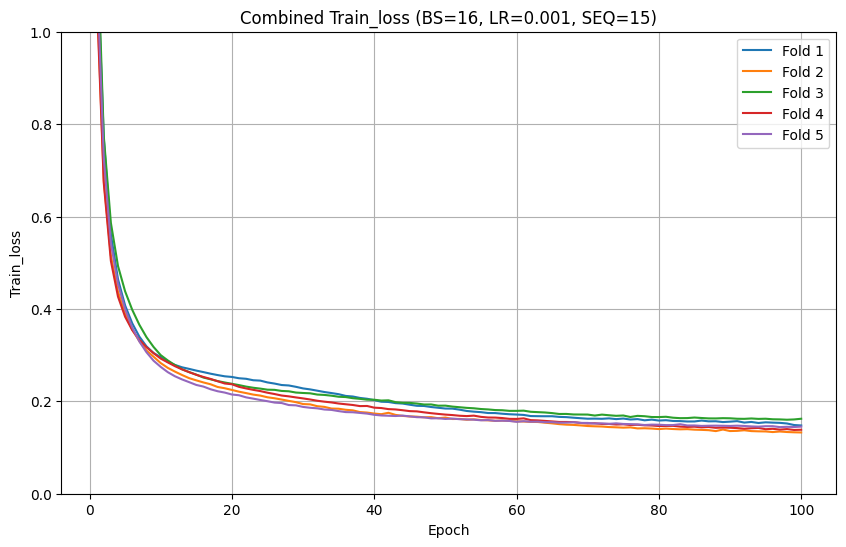 Combined Train_loss (BS=16, LR=0.001, SEQ=15)
Fold 1
Fold 2
Fold 3
Fold 4
Fold 5
Train_loss
1.0
0.8
0.6
0.4
0.2
0.0
0 20 40 60 80 100
Epoch